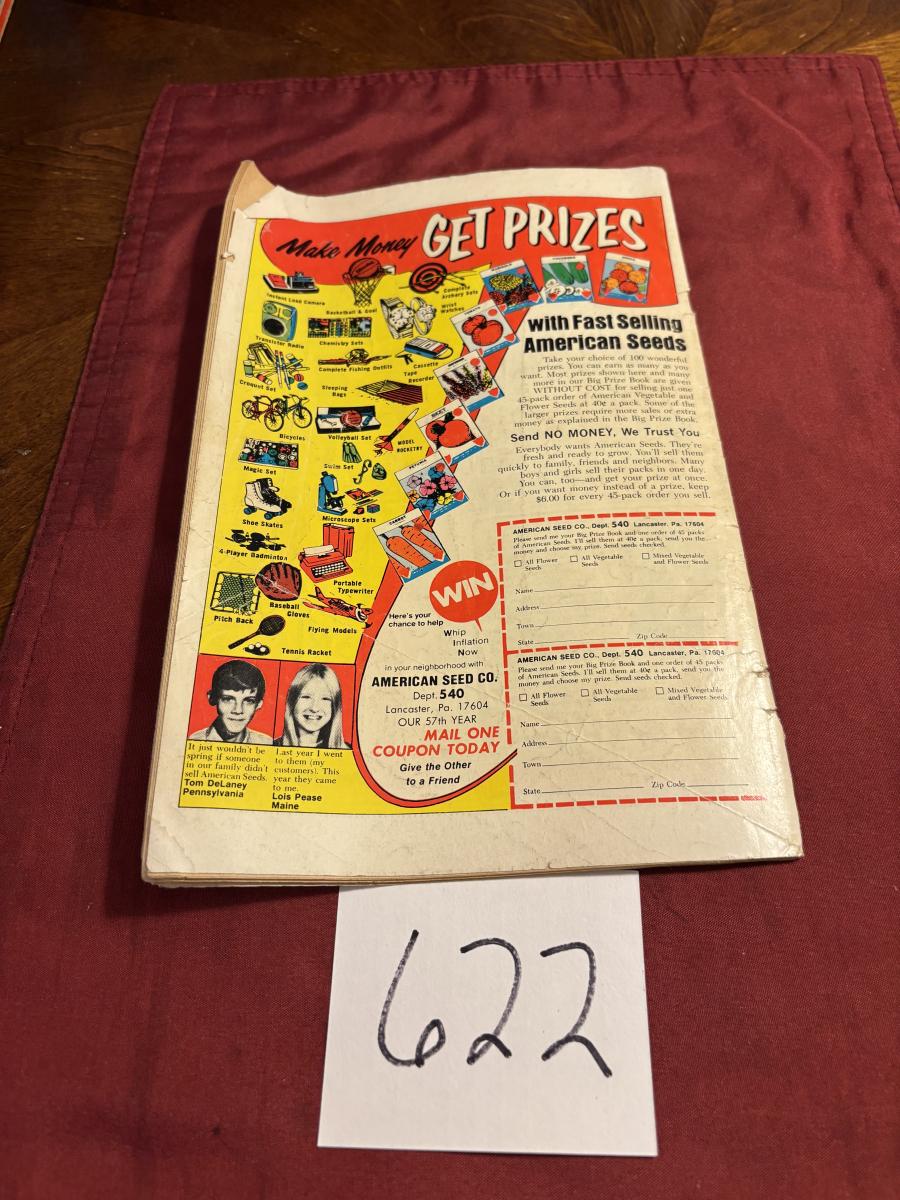 Make Money GET PRIZES
Instant Load Camera
Basketball & Goal
Complete Archery Sets
Transistor Radio
Chemistry Sets
Wrist Watches
Croquet Set
Complete Fishing Outfits
Cassette Tape Recorder
Sleeping Bags
Bicycles
Volleyball Set
MODEL ROCKETRY
Magic Set
Swim Set
Shoe Skates
Microscope Sets
4-Player Badminton
Portable Typewriter
Pitch Back
Baseball Gloves
Flying Models
Tennis Racket
BEET
PETUNIA
CARROT
with Fast Selling
American Seeds
Take your choice of 100 wonderful
prizes. You can earn as many as you
want. Most prizes shown here and many
more in our Big Prize Book are given
WITHOUT COST for selling just one
45-pack order of American Vegetable and
Flower Seeds at 40¢ a pack. Some of the
larger prizes require more sales or extra
money as explained in the Big Prize Book.
Send NO MONEY, We Trust You
Everybody wants American Seeds. They're
fresh and ready to grow. You'll sell them
quickly to family, friends and neighbors. Many
boys and girls sell their packs in one day.
You can, too—and get your prize at once.
Or if you want money instead of a prize, keep
$6.00 for every 45-pack order you sell.
AMERICAN SEED CO., Dept. 540 Lancaster, Pa. 17604
Please send me your Big Prize Book and one order of 45 packs
of American Seeds. I'll sell them at 40¢ a pack, send you the
money and choose my prize. Send seeds checked.
All Flower Seeds
All Vegetable Seeds
Mixed Vegetable and Flower Seeds
Name
Address
Town
State Zip Code
AMERICAN SEED CO., Dept. 540 Lancaster, Pa. 17604
Please send me your Big Prize Book and one order of 45 packs
of American Seeds. I'll sell them at 40¢ a pack, send you the
money and choose my prize. Send seeds checked.
All Flower Seeds
All Vegetable Seeds
Mixed Vegetable and Flower Seeds
Name
Address
Town
State Zip Code
WIN
Here's your
chance to help
Whip
Inflation
Now
in your neighborhood with
AMERICAN SEED CO.
Dept. 540
Lancaster, Pa. 17604
OUR 57th YEAR
MAIL ONE
COUPON TODAY
Give the Other
to a Friend
It just wouldn't be
spring if someone
in our family didn't
sell American Seeds.
Tom DeLaney
Pennsylvania
Last year I went
to them (my
customers). This
year they came
to me.
Lois Pease
Maine
622